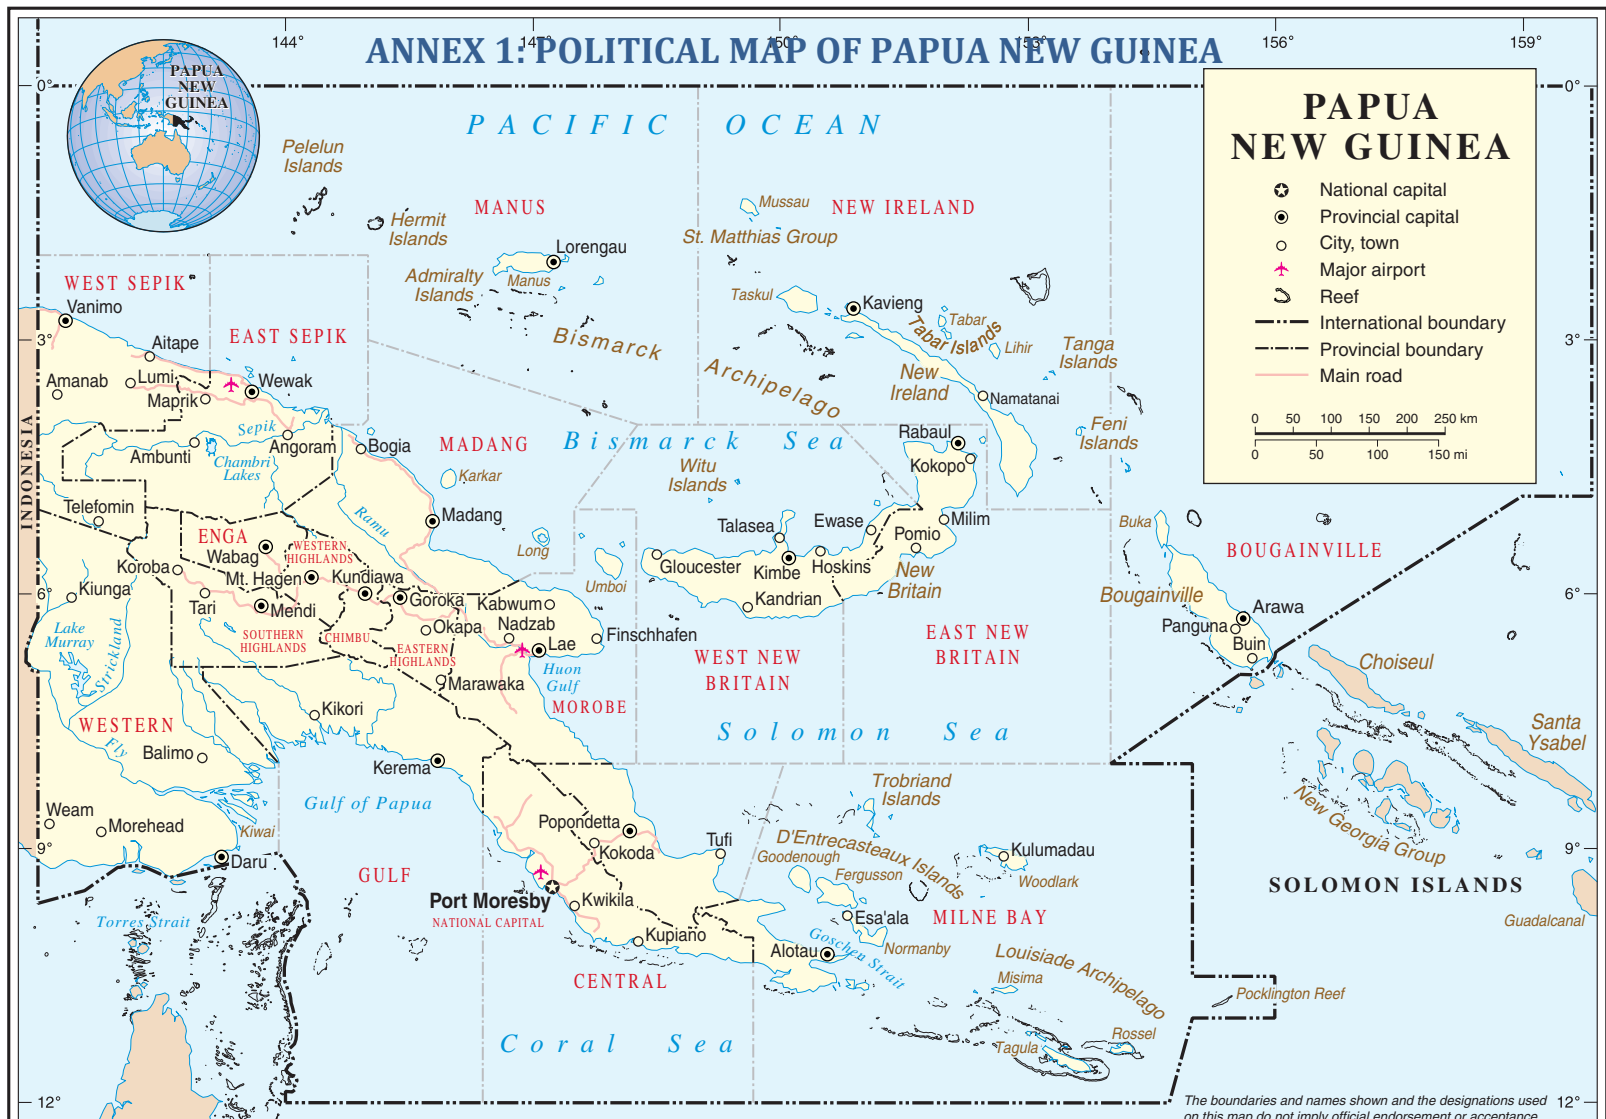 144°
147°
150°
153°
156°
159°
ANNEX 1: POLITICAL MAP OF PAPUA NEW GUINEA
0°
0°
PAPUA
NEW
GUINEA
PACIFIC OCEAN
PAPUA
NEW GUINEA
National capital
Provincial capital
City, town
Major airport
Reef
International boundary
Provincial boundary
Main road
0 50 100 150 200 250 km
0 50 100 150 mi
Pelelun
Islands
Hermit
Islands
MANUS
Lorengau
Manus
Admiralty
Islands
Mussau
NEW IRELAND
St. Matthias Group
Taskul
Kavieng
Tabar
Tabar Islands
Lihir
Tanga
Islands
New
Ireland
Namatanai
Feni
Islands
WEST SEPIK
Vanimo
EAST SEPIK
3°
3°
Aitape
Amanab
Lumi
Maprik
Wewak
Bismarck
Archipelago
Bismarck Sea
Sepik
Angoram
Ambunti
Chambri
Lakes
Bogia
MADANG
Karkar
Witu
Islands
Rabaul
Kokopo
INDONESIA
Telefomin
Ramu
Madang
Long
Umboi
Talasea
Ewase
Milim
Pomio
Gloucester
Kimbe
Hoskins
New
Britain
Kandrian
Buka
BOUGAINVILLE
Bougainville
Arawa
Panguna
Buin
ENGA
Wabag
WESTERN
HIGHLANDS
Koroba
Mt. Hagen
Kundiawa
6°
6°
Kiunga
Tari
Mendi
Goroka
Kabwum
Nadzab
Okapa
Lae
Finschhafen
Lake
Murray
Strickland
SOUTHERN
HIGHLANDS
CHIMBU
EASTERN
HIGHLANDS
Marawaka
Huon
Gulf
MOROBE
WEST NEW
BRITAIN
EAST NEW
BRITAIN
Choiseul
Santa
Ysabel
WESTERN
Fly
Balimo
Kikori
Kerema
Solomon Sea
Gulf of Papua
Trobriand
Islands
New Georgia Group
Weam
Morehead
Kiwai
Daru
9°
9°
Popondetta
Kokoda
Tufi
D'Entrecasteaux Islands
Goodenough
Fergusson
Kulumadau
Woodlark
SOLOMON ISLANDS
Guadalcanal
GULF
Port Moresby
NATIONAL CAPITAL
Kwikila
Kupiano
Esa'ala
MILNE BAY
Normanby
Alotau
Goschen Strait
Torres Strait
CENTRAL
Louisiade Archipelago
Misima
Pocklington Reef
Rossel
Tagula
Coral Sea
12°
12°
The boundaries and names shown and the designations used
on this map do not imply official endorsement or acceptance